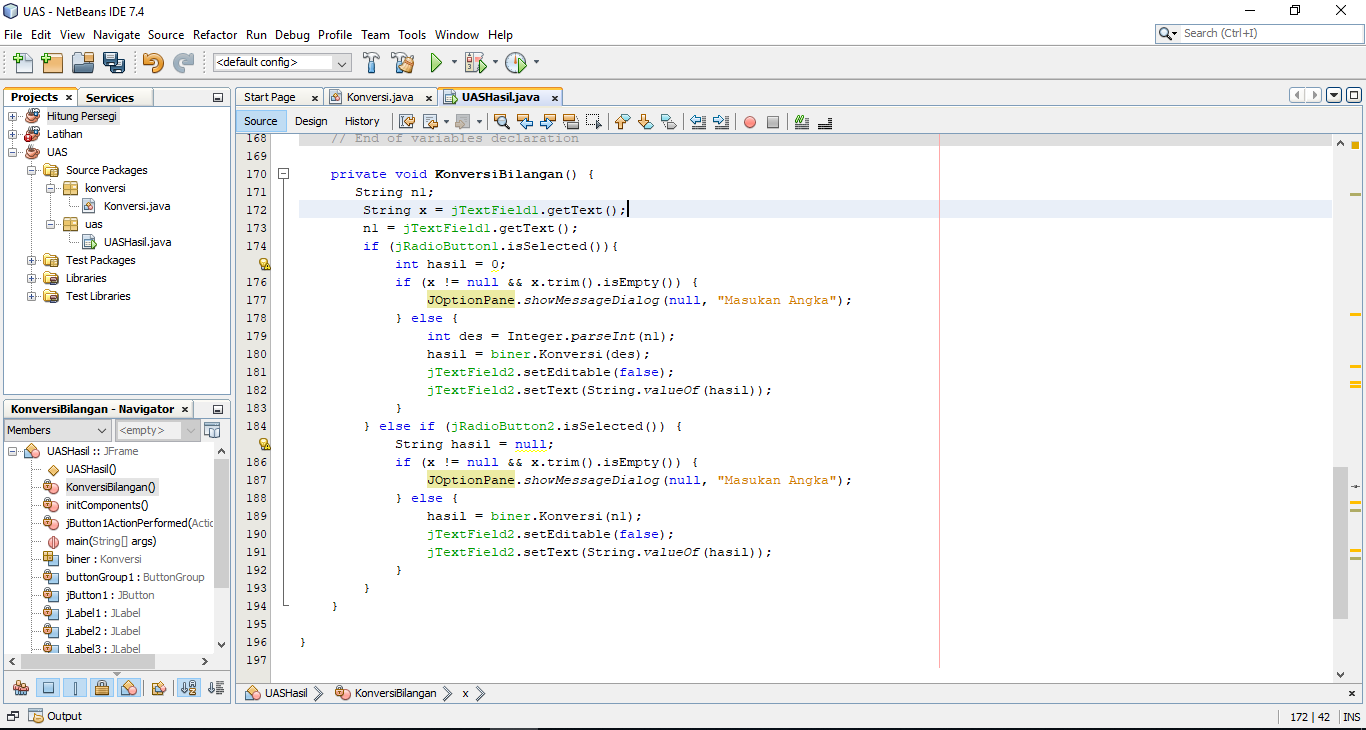 UAS - NetBeans IDE 7.4
File Edit View Navigate Source Refactor Run Debug Profile Team Tools Window Help
Search (Ctrl+I)
<default config>
Projects × Services
Hitung Persegi
Latihan
UAS
Source Packages
konversi
Konversi.java
uas
UASHasil.java
Test Packages
Libraries
Test Libraries
KonversiBilangan - Navigator ×
Members <empty>
UASHasil :: JFrame
UASHasil()
KonversiBilangan()
initComponents()
jButton1ActionPerformed(Actic
main(String[] args)
biner : Konversi
buttonGroup1 : ButtonGroup
jButton1 : JButton
jLabel1 : JLabel
jLabel2 : JLabel
jLabel3 : JLabel
Start Page × Konversi.java × UASHasil.java ×
Source Design History
168 // End of variables declaration
169
170 private void KonversiBilangan() {
171 String n1;
172 String x = jTextField1.getText();
173 n1 = jTextField1.getText();
174 if (jRadioButton1.isSelected()){
int hasil = 0;
176 if (x != null && x.trim().isEmpty()) {
177 JOptionPane.showMessageDialog(null, "Masukan Angka");
178 } else {
179 int des = Integer.parseInt(n1);
180 hasil = biner.Konversi(des);
181 jTextField2.setEditable(false);
182 jTextField2.setText(String.valueOf(hasil));
183 }
184 } else if (jRadioButton2.isSelected()) {
String hasil = null;
186 if (x != null && x.trim().isEmpty()) {
187 JOptionPane.showMessageDialog(null, "Masukan Angka");
188 } else {
189 hasil = biner.Konversi(n1);
190 jTextField2.setEditable(false);
191 jTextField2.setText(String.valueOf(hasil));
192 }
193 }
194 }
195
196 }
197
UASHasil KonversiBilangan x
Output
172 | 42 INS